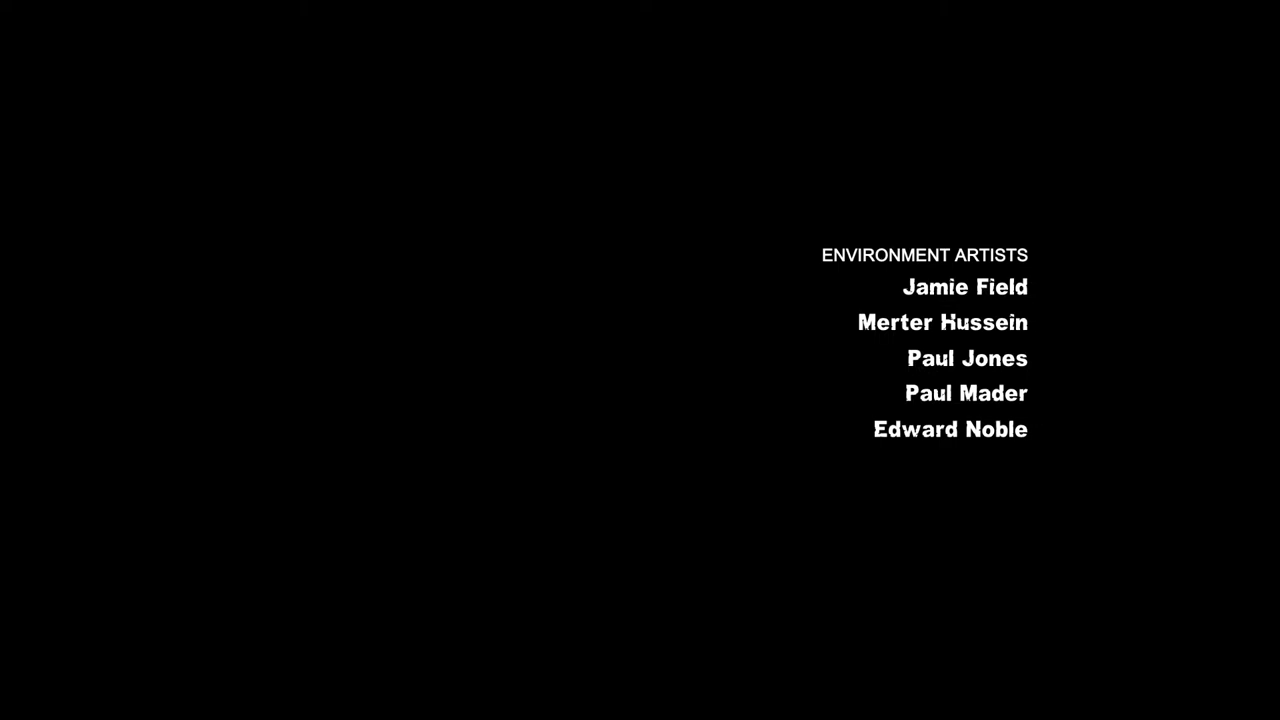 ENVIRONMENT ARTISTS
Jamie Field
Merter Hussein
Paul Jones
Paul Mader
Edward Noble